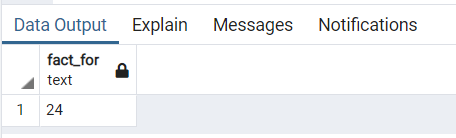 Data Output Explain Messages Notifications
fact_for
text
1 24